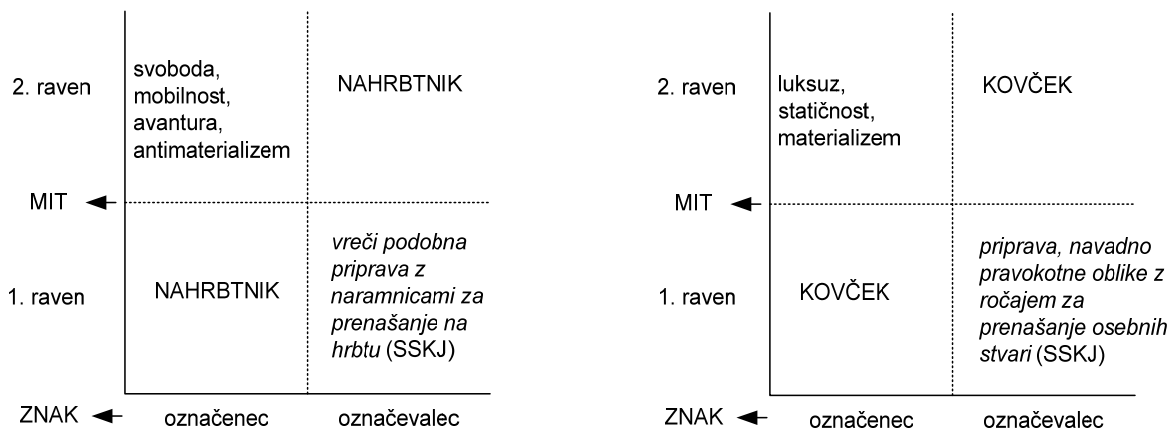 2. raven
svoboda,
mobilnost,
avantura,
antimaterializem
NAHRBTNIK
MIT
1. raven
NAHRBTNIK
vreči podobna
priprava z
naramnicami za
prenašanje na
hrbtu (SSKJ)
ZNAK
označenec
označevalec
2. raven
luksuz,
statičnost,
materializem
KOVČEK
MIT
1. raven
KOVČEK
priprava, navadno
pravokotne oblike z
ročajem za
prenašanje osebnih
stvari (SSKJ)
ZNAK
označenec
označevalec